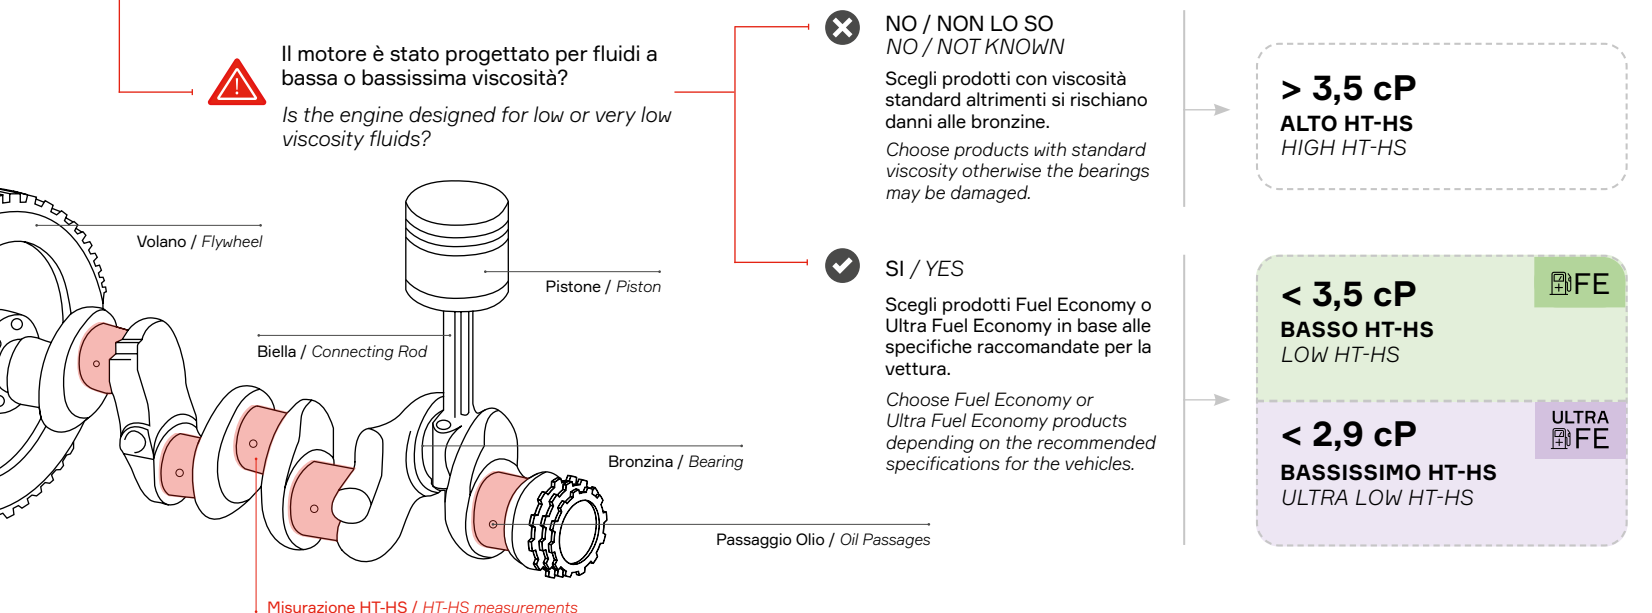 Il motore è stato progettato per fluidi a
bassa o bassissima viscosità?
Is the engine designed for low or very low
viscosity fluids?
NO / NON LO SO
NO / NOT KNOWN
Scegli prodotti con viscosità
standard altrimenti si rischiano
danni alle bronzine.
Choose products with standard
viscosity otherwise the bearings
may be damaged.
> 3,5 cP
ALTO HT-HS
HIGH HT-HS
Volano / Flywheel
Pistone / Piston
Biella / Connecting Rod
Bronzina / Bearing
Passaggio Olio / Oil Passages
Misurazione HT-HS / HT-HS measurements
SI / YES
Scegli prodotti Fuel Economy o
Ultra Fuel Economy in base alle
specifiche raccomandate per la
vettura.
Choose Fuel Economy or
Ultra Fuel Economy products
depending on the recommended
specifications for the vehicles.
FE
< 3,5 cP
BASSO HT-HS
LOW HT-HS
ULTRA
FE
< 2,9 cP
BASSISSIMO HT-HS
ULTRA LOW HT-HS